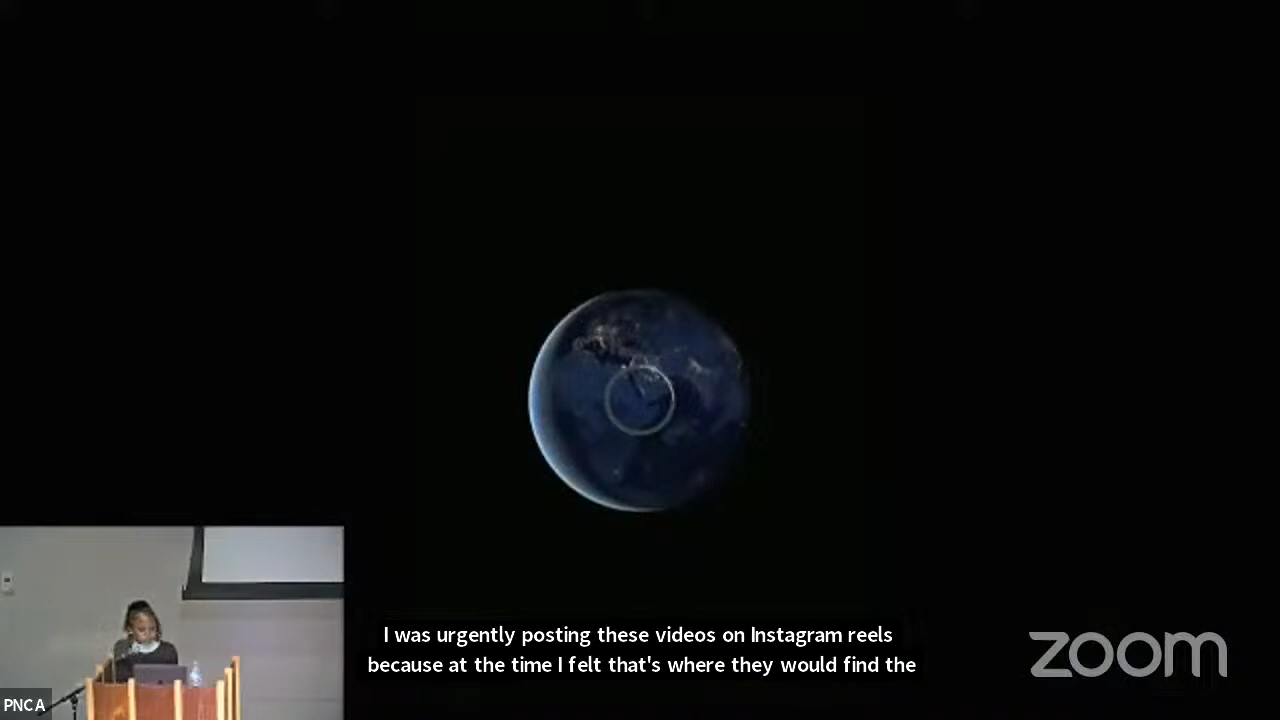 I was urgently posting these videos on Instagram reels
because at the time I felt that's where they would find the
zoom
PNCA